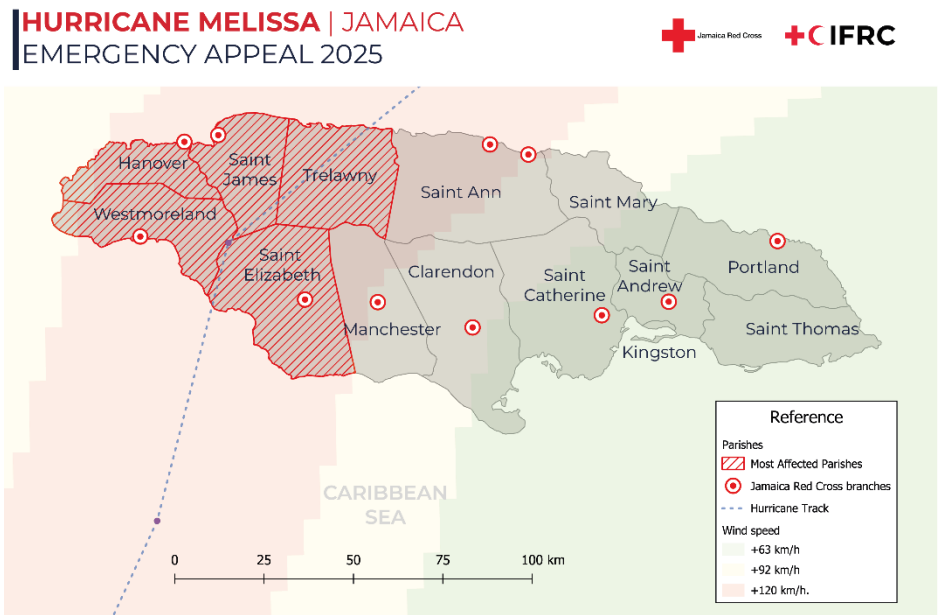 HURRICANE MELISSA | JAMAICA
EMERGENCY APPEAL 2025
Jamaica Red Cross
IFRC
Hanover
Saint
James
Trelawny
Westmoreland
Saint
Elizabeth
Saint Ann
Saint Mary
Clarendon
Manchester
Saint
Catherine
Saint
Andrew
Portland
Saint Thomas
Kingston
CARIBBEAN
SEA
0 25 50 75 100 km
Reference
Parishes
Most Affected Parishes
Jamaica Red Cross branches
Hurricane Track
Wind speed
+63 km/h
+92 km/h
+120 km/h.